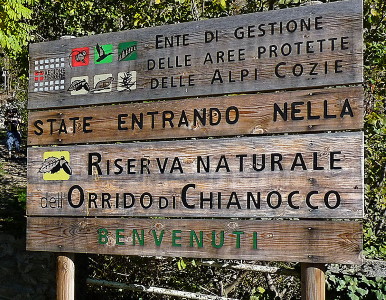 ENTE DI GESTIONE
DELLE AREE PROTETTE
DELLE ALPI COZIE
STATE ENTRANDO NELLA
RISERVA NATURALE
dell'ORRIDO DI CHIANOCCO
BENVENUTI